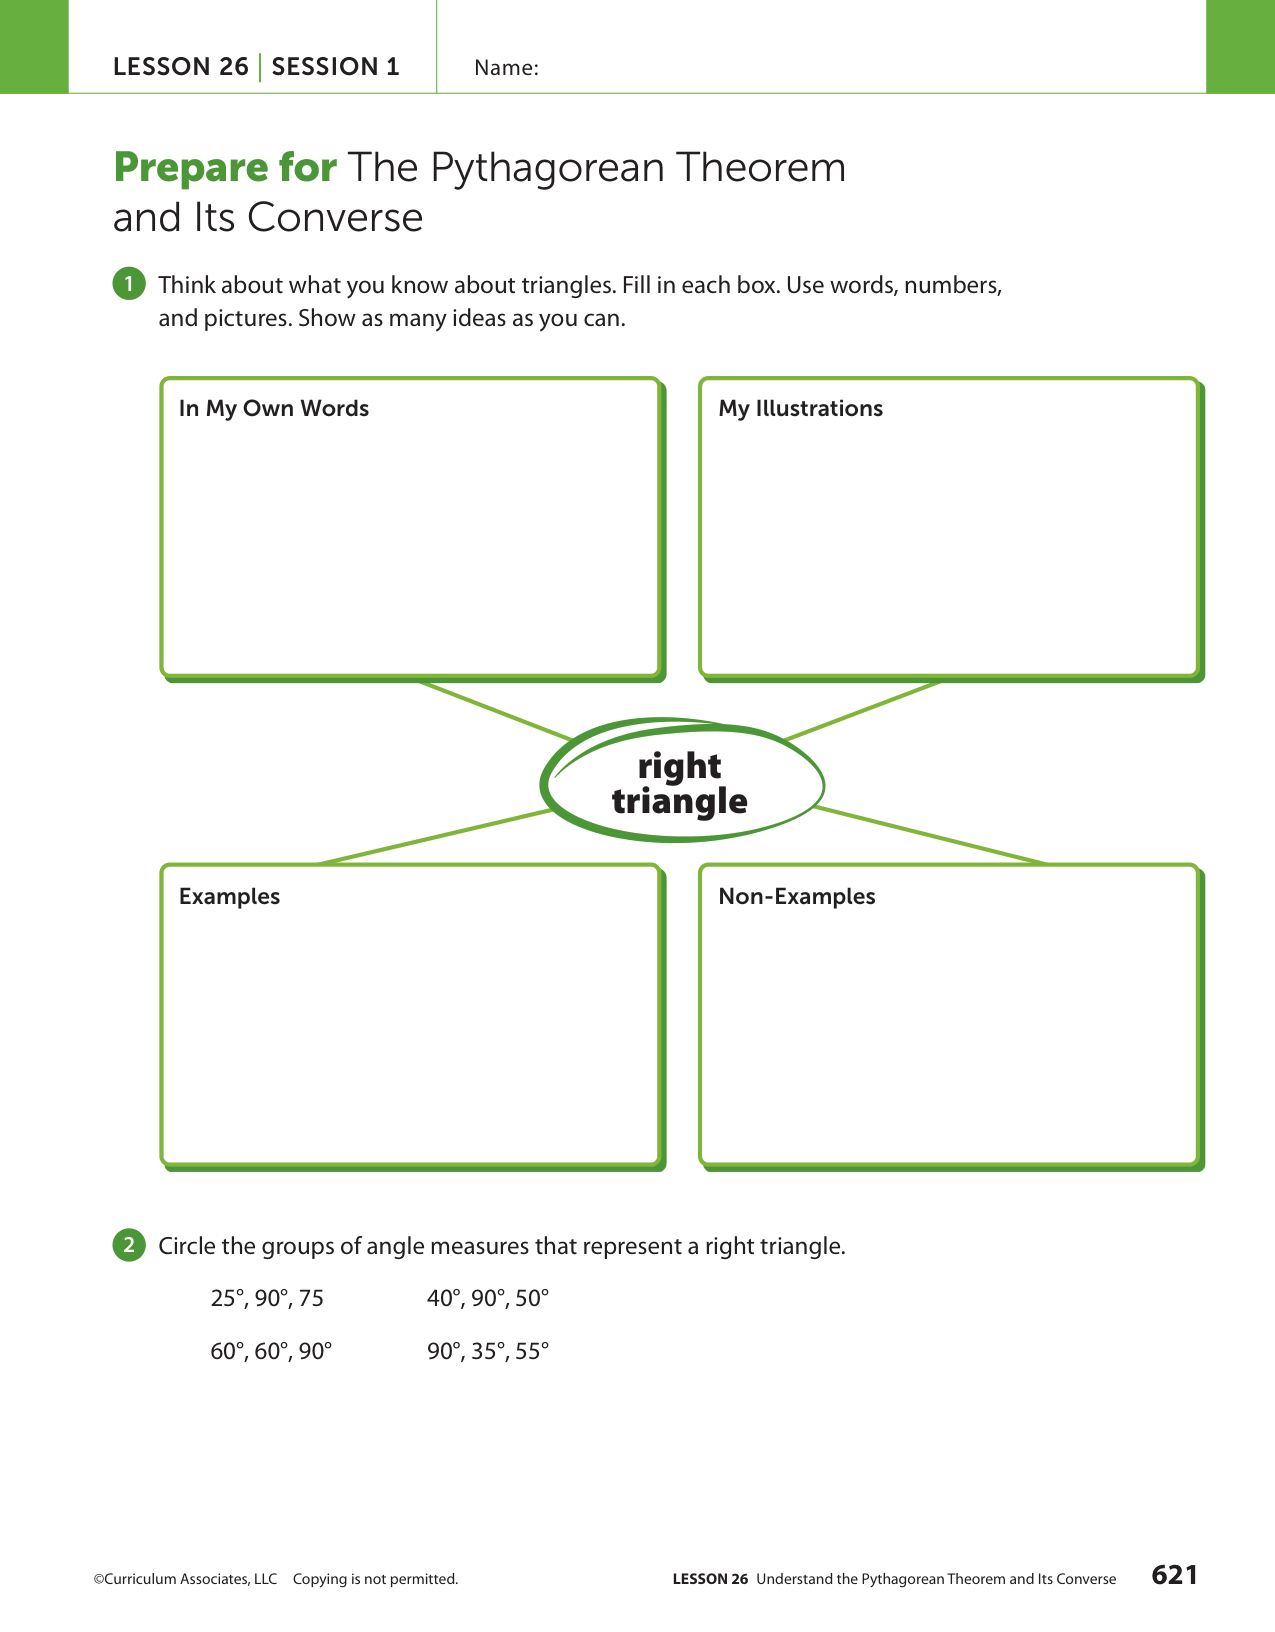 LESSON 26 | SESSION 1
Name:
Prepare for The Pythagorean Theorem
and Its Converse
1 Think about what you know about triangles. Fill in each box. Use words, numbers,
and pictures. Show as many ideas as you can.
In My Own Words
My Illustrations
right
triangle
Examples
Non-Examples
2 Circle the groups of angle measures that represent a right triangle.
25°, 90°, 75
40°, 90°, 50°
60°, 60°, 90°
90°, 35°, 55°
©Curriculum Associates, LLC Copying is not permitted.
LESSON 26 Understand the Pythagorean Theorem and Its Converse
621